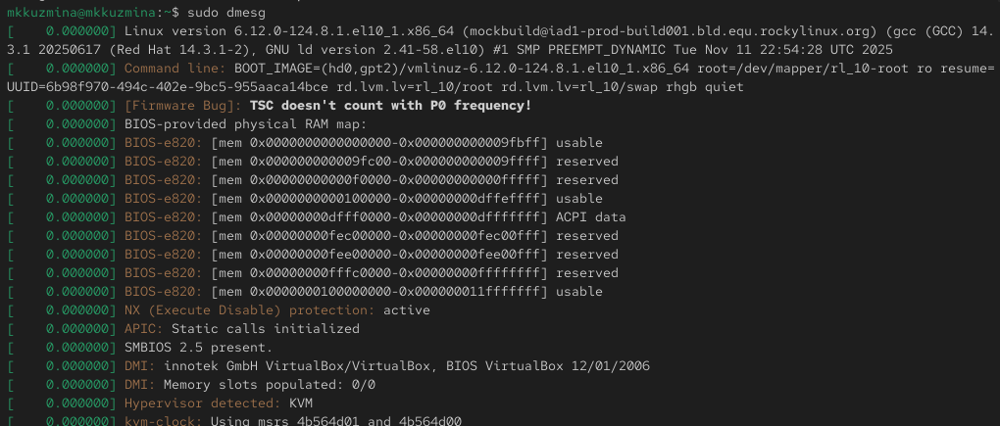 mkkuzmina@mkkuzmina:~$ sudo dmesg
[    0.000000] Linux version 6.12.0-124.8.1.el10_1.x86_64 (mockbuild@iad1-prod-build001.bld.equ.rockylinux.org) (gcc (GCC) 14.
3.1 20250617 (Red Hat 14.3.1-2), GNU ld version 2.41-58.el10) #1 SMP PREEMPT_DYNAMIC Tue Nov 11 22:54:28 UTC 2025
[    0.000000] Command line: BOOT_IMAGE=(hd0,gpt2)/vmlinuz-6.12.0-124.8.1.el10_1.x86_64 root=/dev/mapper/rl_10-root ro resume=
UUID=6b98f970-494c-402e-9bc5-955aaca14bce rd.lvm.lv=rl_10/root rd.lvm.lv=rl_10/swap rhgb quiet
[    0.000000] [Firmware Bug]: TSC doesn't count with P0 frequency!
[    0.000000] BIOS-provided physical RAM map:
[    0.000000] BIOS-e820: [mem 0x0000000000000000-0x000000000009fbff] usable
[    0.000000] BIOS-e820: [mem 0x000000000009fc00-0x000000000009ffff] reserved
[    0.000000] BIOS-e820: [mem 0x00000000000f0000-0x00000000000fffff] reserved
[    0.000000] BIOS-e820: [mem 0x0000000000100000-0x00000000dffeffff] usable
[    0.000000] BIOS-e820: [mem 0x00000000dfff0000-0x00000000dfffffff] ACPI data
[    0.000000] BIOS-e820: [mem 0x00000000fec00000-0x00000000fec00fff] reserved
[    0.000000] BIOS-e820: [mem 0x00000000fee00000-0x00000000fee00fff] reserved
[    0.000000] BIOS-e820: [mem 0x00000000fffc0000-0x00000000ffffffff] reserved
[    0.000000] BIOS-e820: [mem 0x0000000100000000-0x000000011fffffff] usable
[    0.000000] NX (Execute Disable) protection: active
[    0.000000] APIC: Static calls initialized
[    0.000000] SMBIOS 2.5 present.
[    0.000000] DMI: innotek GmbH VirtualBox/VirtualBox, BIOS VirtualBox 12/01/2006
[    0.000000] DMI: Memory slots populated: 0/0
[    0.000000] Hypervisor detected: KVM
[    0.000000] kvm-clock: Using msrs 4b564d01 and 4b564d00